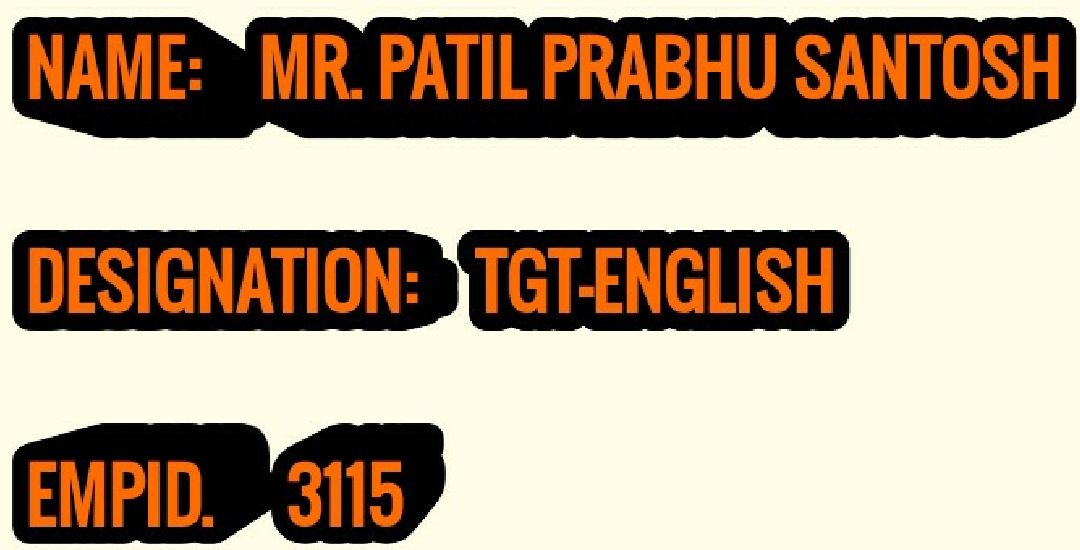 NAME: MR. PATIL PRABHU SANTOSH
DESIGNATION: TGT-ENGLISH
EMPID. 3115